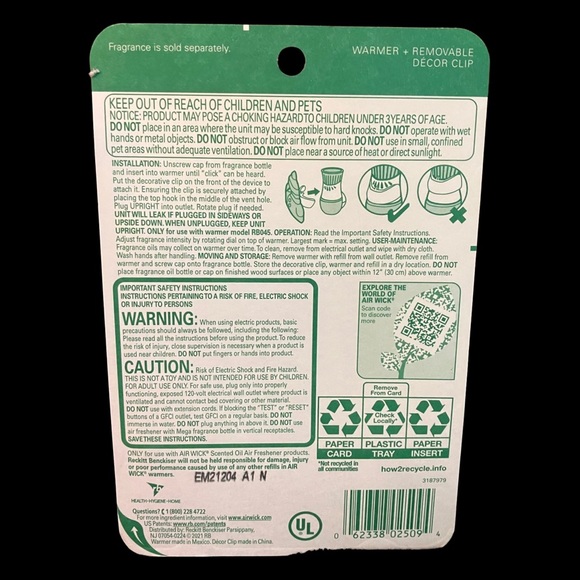 Fragrance is sold separately.
WARMER + REMOVABLE
DÉCOR CLIP
KEEP OUT OF REACH OF CHILDREN AND PETS
NOTICE: PRODUCT MAY POSE A CHOKING HAZARD TO CHILDREN UNDER 3 YEARS OF AGE.
DO NOT place in an area where the unit may be susceptible to hard knocks. DO NOT operate with wet
hands or metal objects. DO NOT obstruct or block air flow from unit. DO NOT use in small, confined
pet areas without adequate ventilation. DO NOT place near a source of heat or direct sunlight.
INSTALLATION: Unscrew cap from fragrance bottle
and insert into warmer until "click" can be heard.
Put the decorative clip on the front of the device to
attach it. Ensuring the clip is securely attached by
placing the top hook in the middle of the vent hole.
Plug UPRIGHT into outlet. Rotate plug if needed.
UNIT WILL LEAK IF PLUGGED IN SIDEWAYS OR
UPSIDE DOWN. WHEN UNPLUGGED, KEEP UNIT
UPRIGHT. ONLY for use with warmer model RB045. OPERATION: Read the Important Safety Instructions.
Adjust fragrance intensity by rotating dial on top of warmer. Largest mark = max. setting. USER-MAINTENANCE:
Fragrance oil may collect on warmer over time. To clean, remove from electrical outlet and wipe with dry cloth.
Wash hands after handling. MOVING AND STORAGE: Remove warmer with refill from wall outlet. Remove refill from
warmer and screw cap onto fragrance bottle. Store the decorative clip, warmer and refill in a dry location. DO NOT
place fragrance oil bottle or cap on finished wood surfaces or place any object within 12" (30 cm) above warmer.
IMPORTANT SAFETY INSTRUCTIONS
INSTRUCTIONS PERTAINING TO A RISK OF FIRE, ELECTRIC SHOCK
OR INJURY TO PERSONS
WARNING: When using electric products, basic
precautions should always be followed, including the following:
Please read all the instructions before using the product. To reduce
the risk of injury, close supervision is necessary when a product is
used near children. DO NOT put fingers or hands into product.
CAUTION: Risk of Electric Shock and Fire Hazard.
THIS IS NOT A TOY AND IS NOT INTENDED FOR USE BY CHILDREN.
FOR ADULT USE ONLY. For safe use, plug only into properly
functioning, exposed 120-volt electrical wall outlet where product is
ventilated and cannot contact bed covering or other material.
DO NOT use with extension cords. If blocking the "TEST" or "RESET"
buttons of a GFCI outlet, test GFCI on a regular basis. DO NOT
immerse in water. DO NOT plug anything in above it. DO NOT use
air freshener with Mega fragrance bottle in vertical receptacles.
SAVE THESE INSTRUCTIONS.
EXPLORE THE
WORLD OF
AIR WICK®
Scan code
to discover
more
Remove
From Card
Check
Locally*
PAPER
CARD
PLASTIC
TRAY
PAPER
INSERT
*Not recycled in
all communities
how2recycle.info
3187979
ONLY for use with AIR WICK® Scented Oil Air Freshener products.
Reckitt Benckiser will not be held responsible for damage, injury
or poor performance caused by use of any other refills in AIR
WICK® warmers.
EM21204 A1 N
HEALTH • HYGIENE • HOME
Questions? 1 (800) 228 4722
For more ingredient information, visit www.airwick.com
US Patents: www.rb.com/patents
Distributed by: Reckitt Benckiser Parsippany,
NJ 07054-0224 © 2021 RB
Warmer made in Mexico. Décor Clip made in China.
UL
0 62338 02509 4